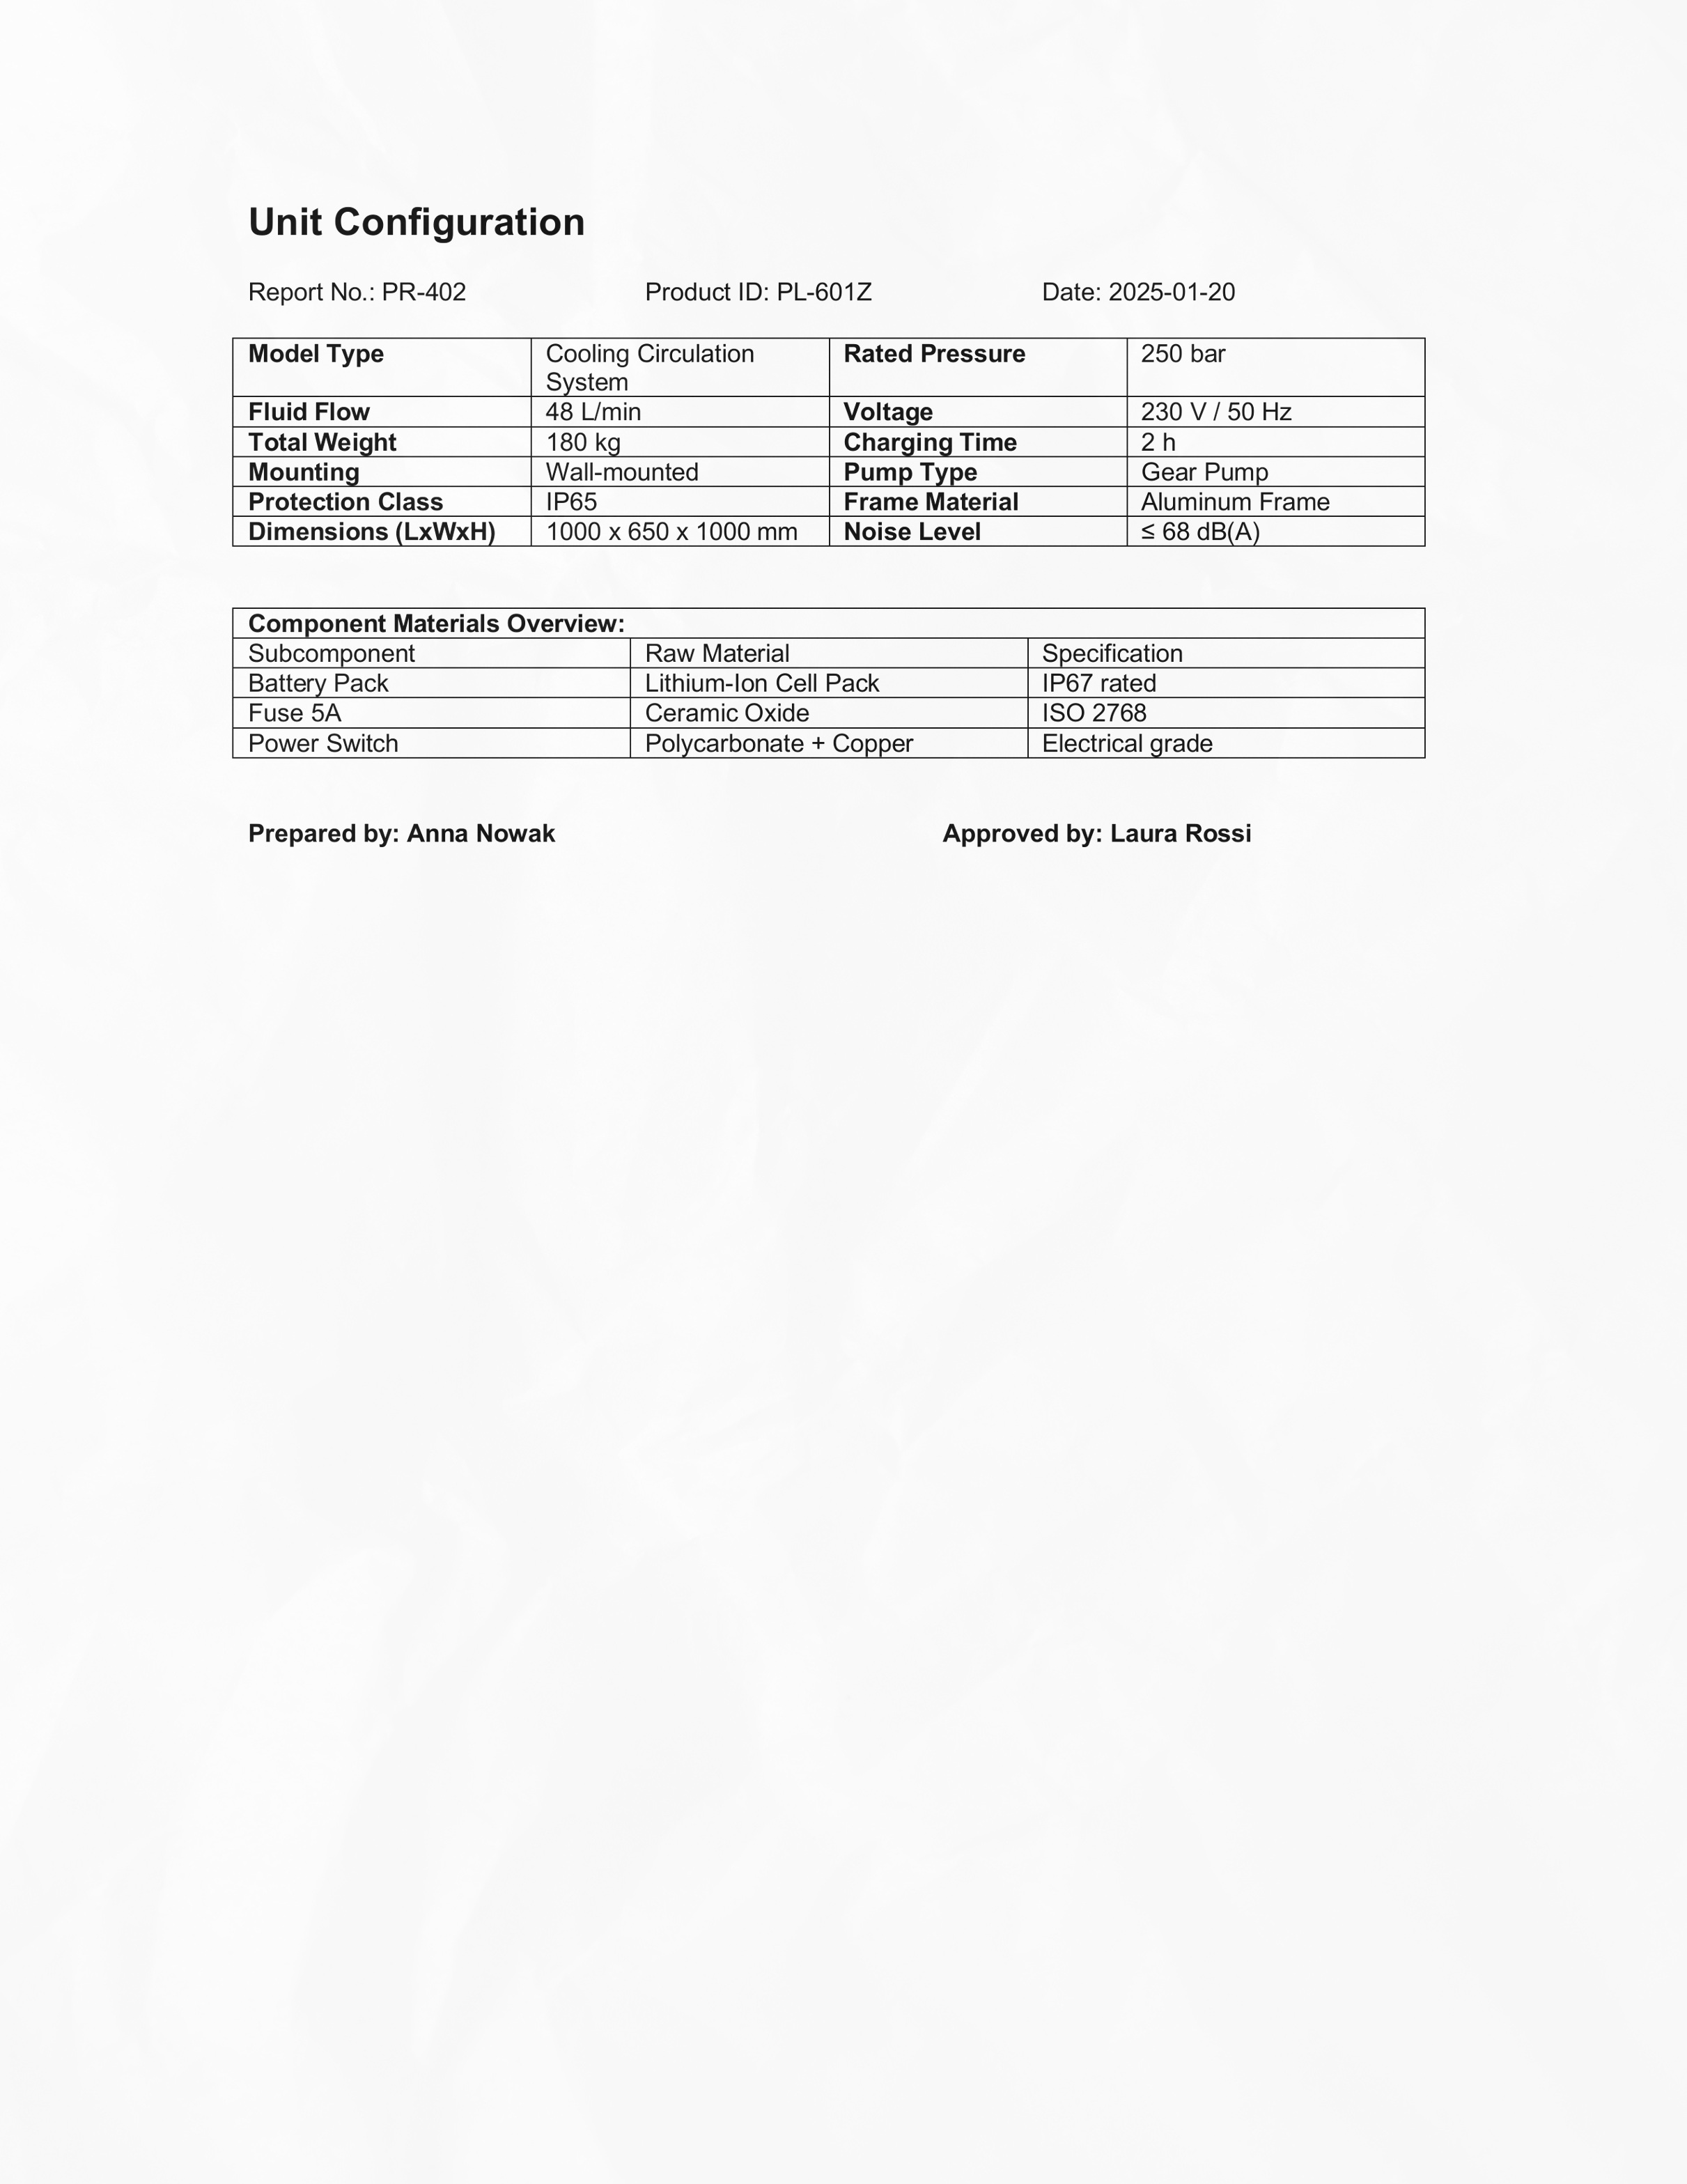 Unit Configuration
Report No.: PR-402 Product ID: PL-601Z Date: 2025-01-20
Model Type Cooling Circulation System Rated Pressure 250 bar
Fluid Flow 48 L/min Voltage 230 V / 50 Hz
Total Weight 180 kg Charging Time 2 h
Mounting Wall-mounted Pump Type Gear Pump
Protection Class IP65 Frame Material Aluminum Frame
Dimensions (LxWxH) 1000 x 650 x 1000 mm Noise Level ≤ 68 dB(A)
Component Materials Overview:
Subcomponent Raw Material Specification
Battery Pack Lithium-Ion Cell Pack IP67 rated
Fuse 5A Ceramic Oxide ISO 2768
Power Switch Polycarbonate + Copper Electrical grade
Prepared by: Anna Nowak Approved by: Laura Rossi